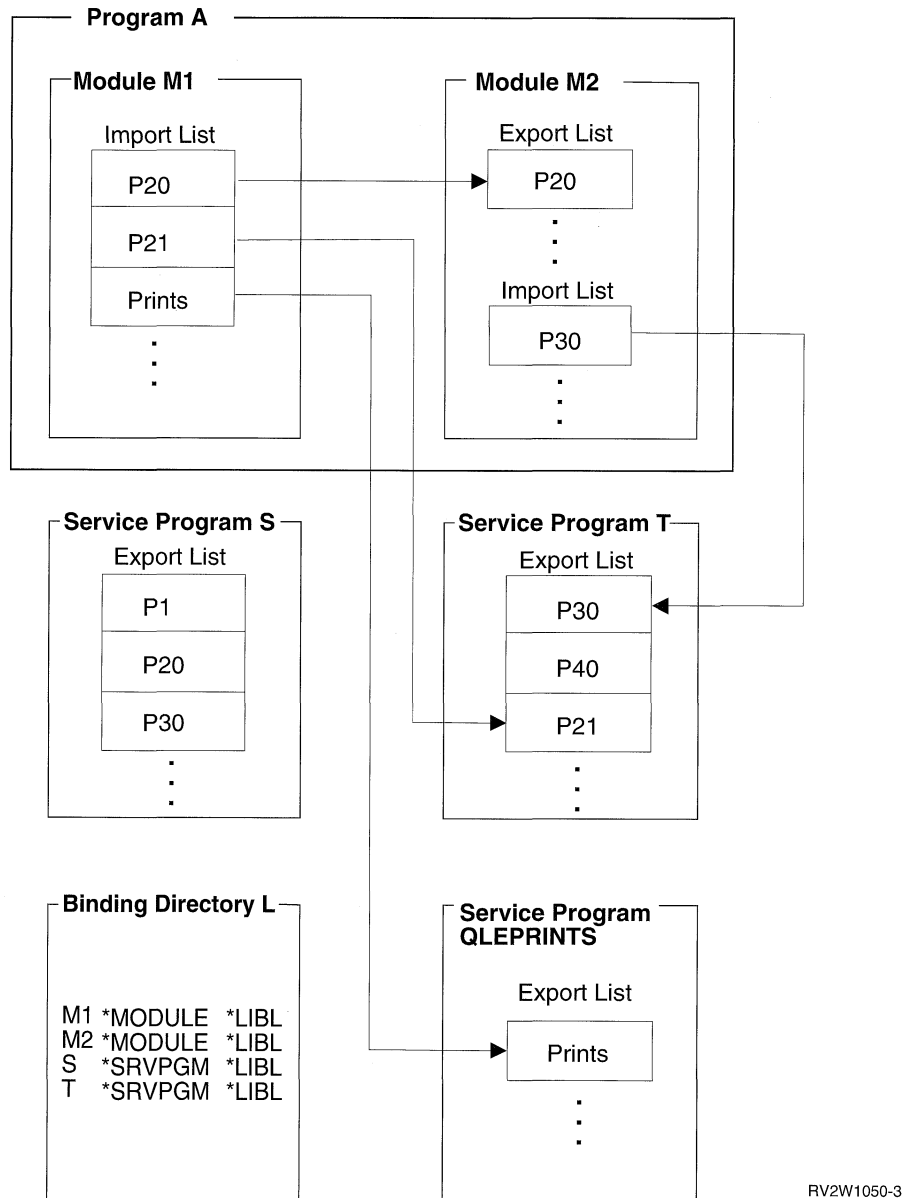 Program A
Module M1
Import List
P20
P21
Prints
Module M2
Export List
P20
Import List
P30
Service Program S
Export List
P1
P20
P30
Service Program T
Export List
P30
P40
P21
Binding Directory L
M1 *MODULE *LIBL
M2 *MODULE *LIBL
S *SRVPGM *LIBL
T *SRVPGM *LIBL
Service Program
QLEPRINTS
Export List
Prints
RV2W1050-3